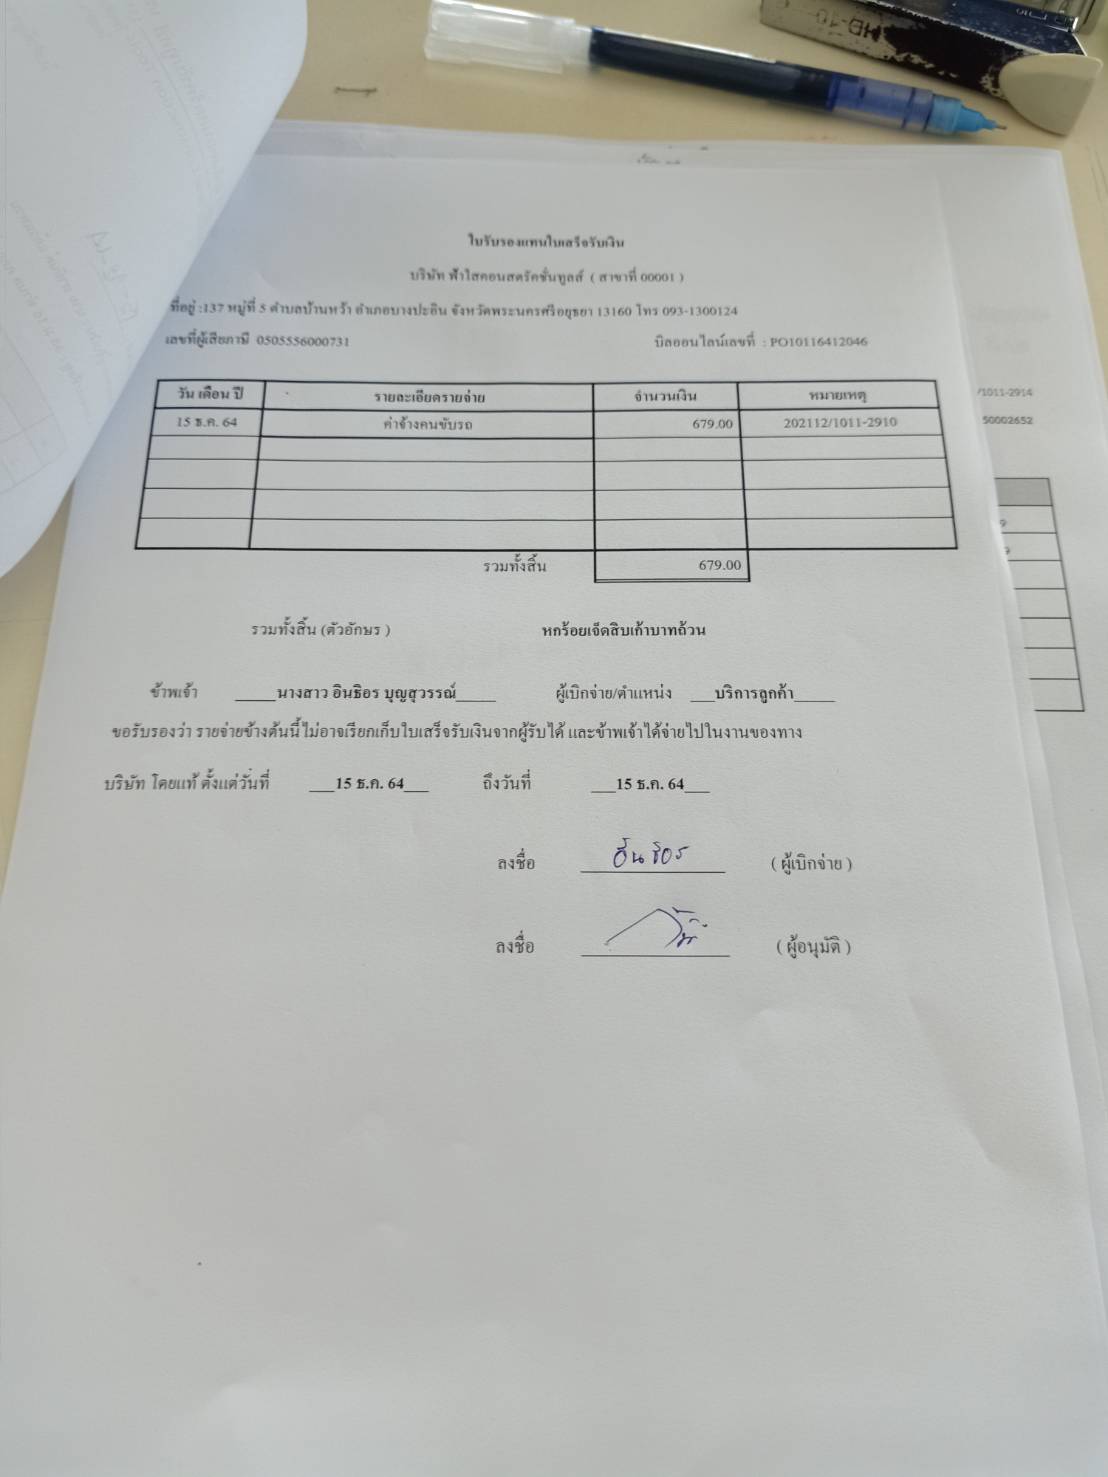 ใบรับรองแทนใบเสร็จรับเงิน
บริษัท ฟ้าใสคอนสตรัคชั่นทูลส์ ( สาขาที่ 00001 )
ที่อยู่ :137 หมู่ที่ 5 ตำบลบ้านหว้า อำเภอบางปะอิน จังหวัดพระนครศรีอยุธยา 13160 โทร 093-1300124
เลขที่ผู้เสียภาษี 0505556000731 บิลออนไลน์เลขที่ : PO10116412046
วัน เดือน ปี รายละเอียดรายจ่าย จำนวนเงิน หมายเหตุ
15 ธ.ค. 64 ค่าจ้างคนขับรถ 679.00 202112/1011-2910
รวมทั้งสิ้น 679.00
รวมทั้งสิ้น (ตัวอักษร ) หกร้อยเจ็ดสิบเก้าบาทถ้วน
ข้าพเจ้า นางสาว อินธิอร บุญสุวรรณ์ ผู้เบิกจ่าย/ตำแหน่ง บริการลูกค้า
ขอรับรองว่า รายจ่ายข้างต้นนี้ไม่อาจเรียกเก็บใบเสร็จรับเงินจากผู้รับได้ และข้าพเจ้าได้จ่ายไปในงานของทาง
บริษัท โดยแท้ ตั้งแต่วันที่ 15 ธ.ค. 64 ถึงวันที่ 15 ธ.ค. 64
ลงชื่อ อินธิอร ( ผู้เบิกจ่าย )
ลงชื่อ ( ผู้อนุมัติ )
/1011-2914
50002652